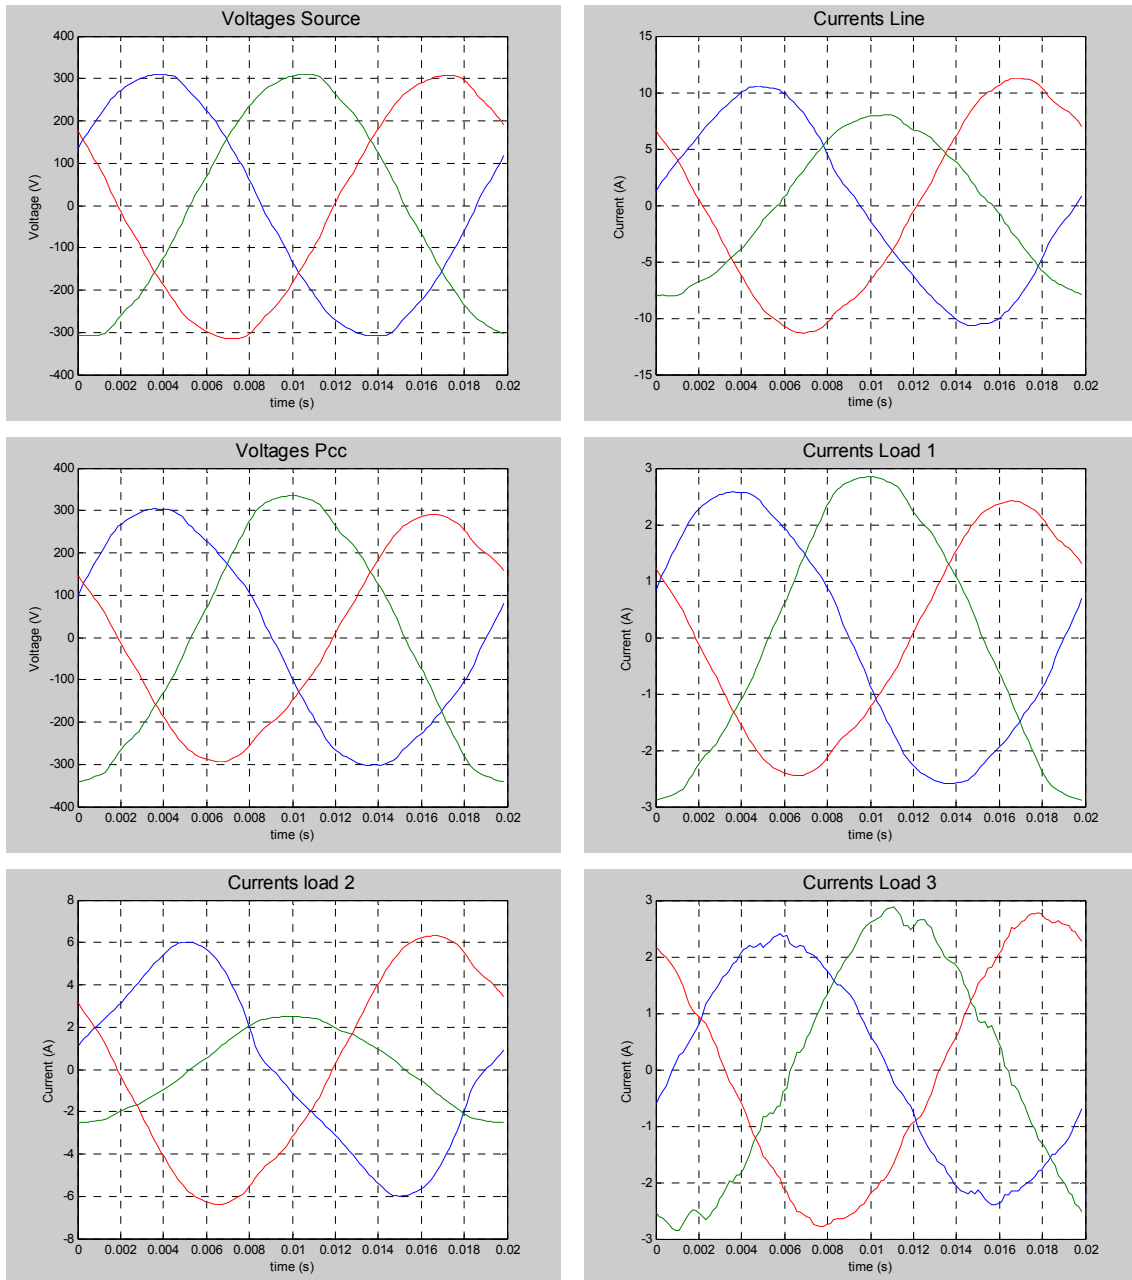 Voltages Source
400
300
200
100
0
-100
-200
-300
-400
Voltage (V)
0 0.002 0.004 0.006 0.008 0.01 0.012 0.014 0.016 0.018 0.02
time (s)
Currents Line
15
10
5
0
-5
-10
-15
Current (A)
0 0.002 0.004 0.006 0.008 0.01 0.012 0.014 0.016 0.018 0.02
time (s)
Voltages Pcc
400
300
200
100
0
-100
-200
-300
-400
Voltage (V)
0 0.002 0.004 0.006 0.008 0.01 0.012 0.014 0.016 0.018 0.02
time (s)
Currents Load 1
3
2
1
0
-1
-2
-3
Current (A)
0 0.002 0.004 0.006 0.008 0.01 0.012 0.014 0.016 0.018 0.02
time (s)
Currents load 2
8
6
4
2
0
-2
-4
-6
-8
Current (A)
0 0.002 0.004 0.006 0.008 0.01 0.012 0.014 0.016 0.018 0.02
time (s)
Currents Load 3
3
2
1
0
-1
-2
-3
Current (A)
0 0.002 0.004 0.006 0.008 0.01 0.012 0.014 0.016 0.018 0.02
time (s)